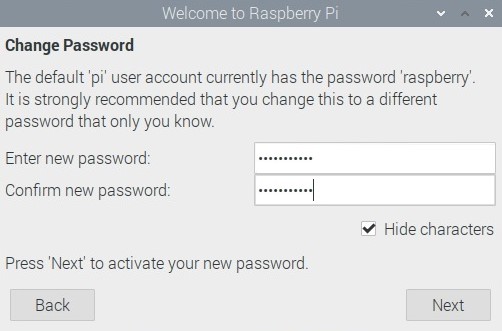 Welcome to Raspberry Pi
Change Password
The default 'pi' user account currently has the password 'raspberry'.
It is strongly recommended that you change this to a different
password that only you know.
Enter new password: •••••••••••
Confirm new password: •••••••••••
Hide characters
Press 'Next' to activate your new password.
Back Next